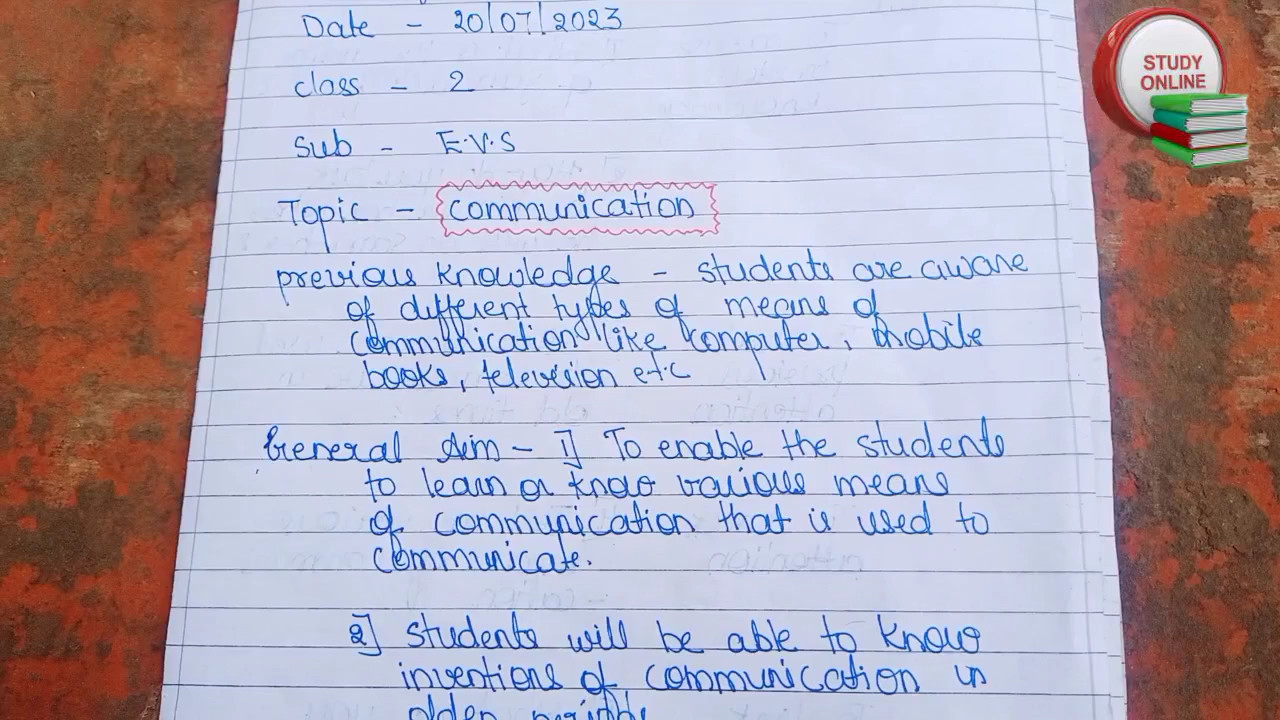 Date - 20/07/2023
class - 2
Sub - E.V.S
Topic - communication
previous knowledge - students are aware
of different types of means of
communication like computer, mobile
books, television etc
General Aim - 1] To enable the students
to learn or know various means
of communication that is used to
communicate.
2] students will be able to know
inventions of communication in
olden
STUDY
ONLINE